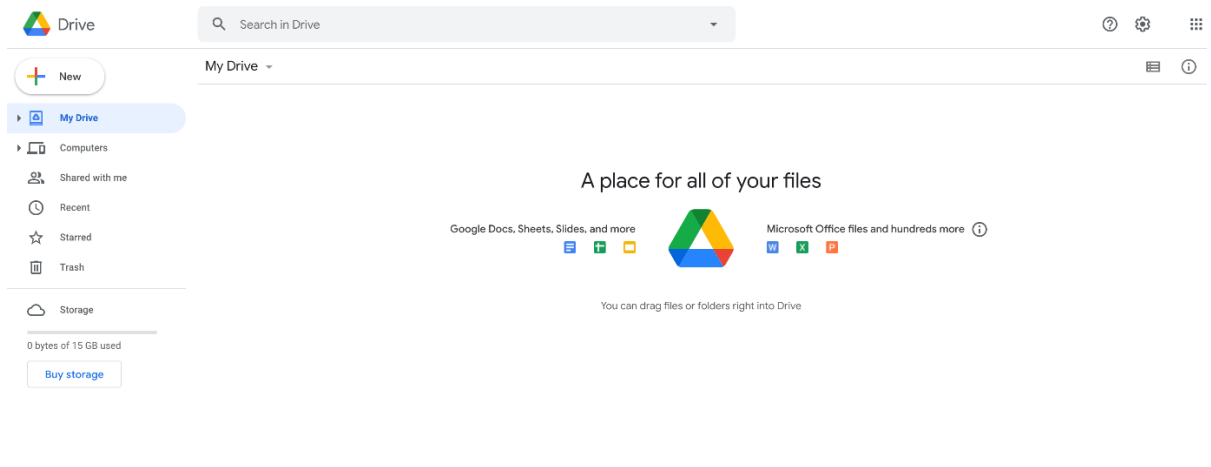 Drive
Search in Drive
New
My Drive
My Drive
Computers
Shared with me
Recent
Starred
Trash
Storage
0 bytes of 15 GB used
Buy storage
A place for all of your files
Google Docs, Sheets, Slides, and more
Microsoft Office files and hundreds more
W X P
You can drag files or folders right into Drive